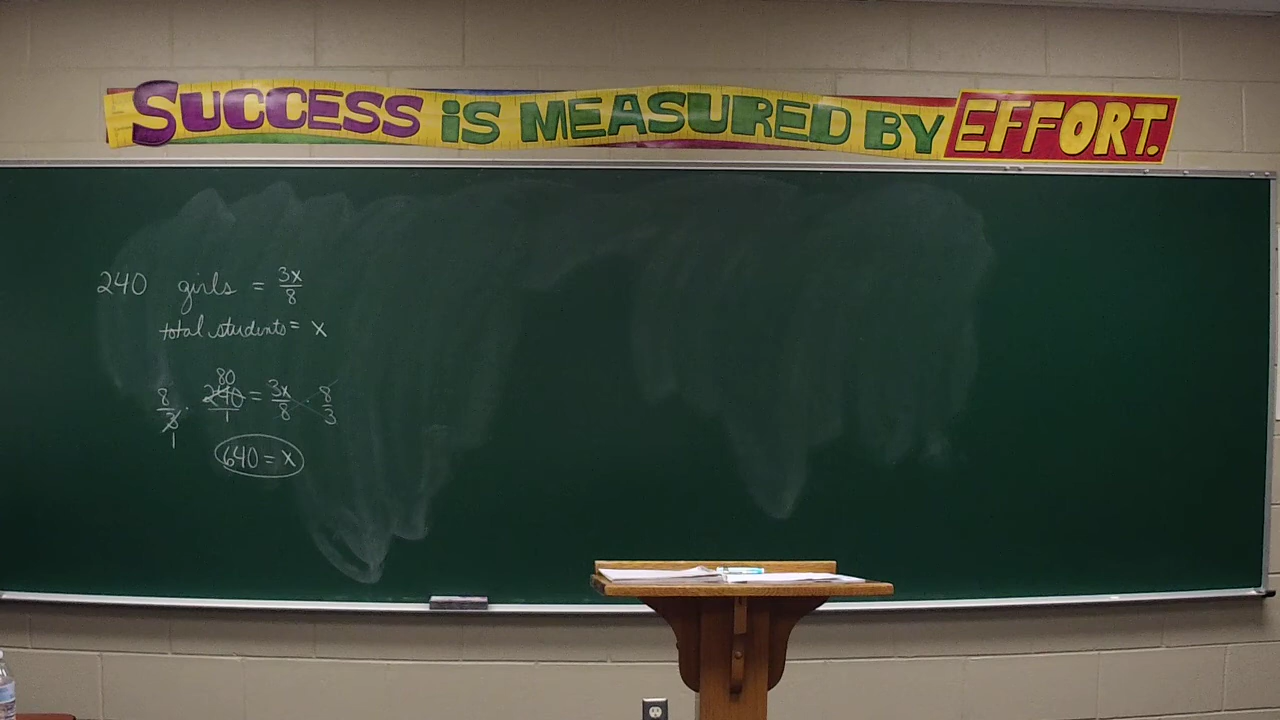 SUCCESS iS MEASURED BY EFFORT.
240 girls = 3x/8
total students = x
8/3 · 240/1 = 3x/8 · 8/3
80
1
640 = x